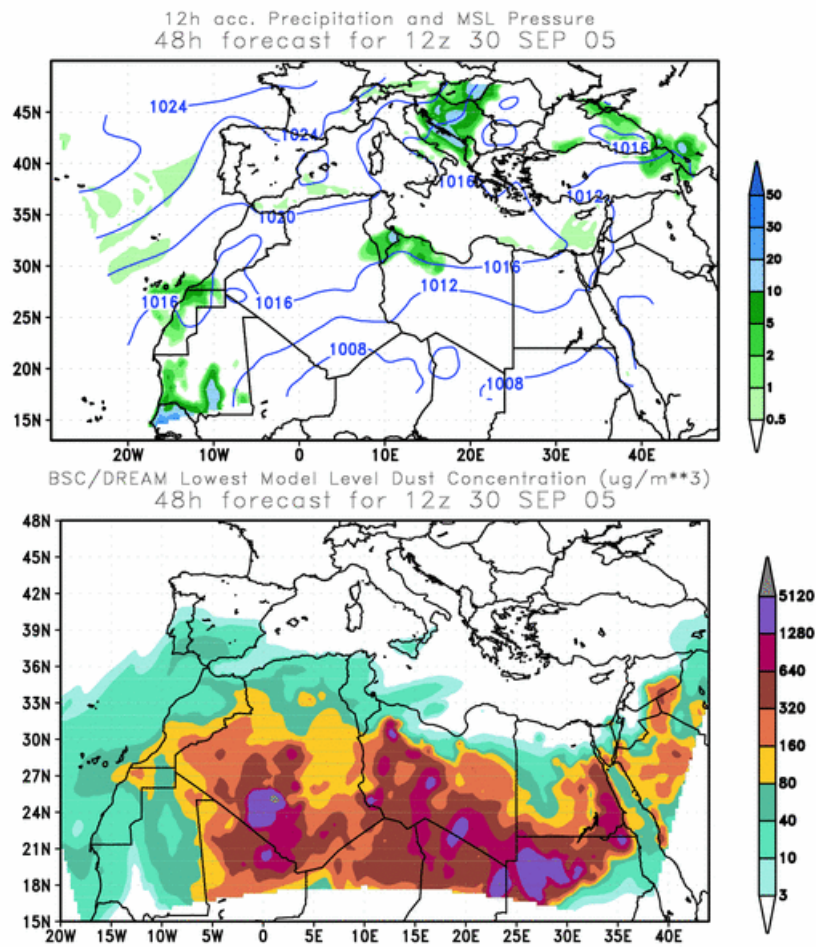 12h acc. Precipitation and MSL Pressure
48h forecast for 12z 30 SEP 05
45N
40N
35N
30N
25N
20N
15N
1024
1024
1020
1016
1016
1016
1012
1016
1012
1016
1008
1008
50
30
20
10
5
2
1
0.5
20W
10W
0
10E
20E
30E
40E
BSC/DREAM Lowest Model Level Dust Concentration (ug/m**3)
48h forecast for 12z 30 SEP 05
48N
45N
42N
39N
36N
33N
30N
27N
24N
21N
18N
15N
5120
1280
640
320
160
80
40
10
3
20W
15W
10W
5W
0
5E
10E
15E
20E
25E
30E
35E
40E